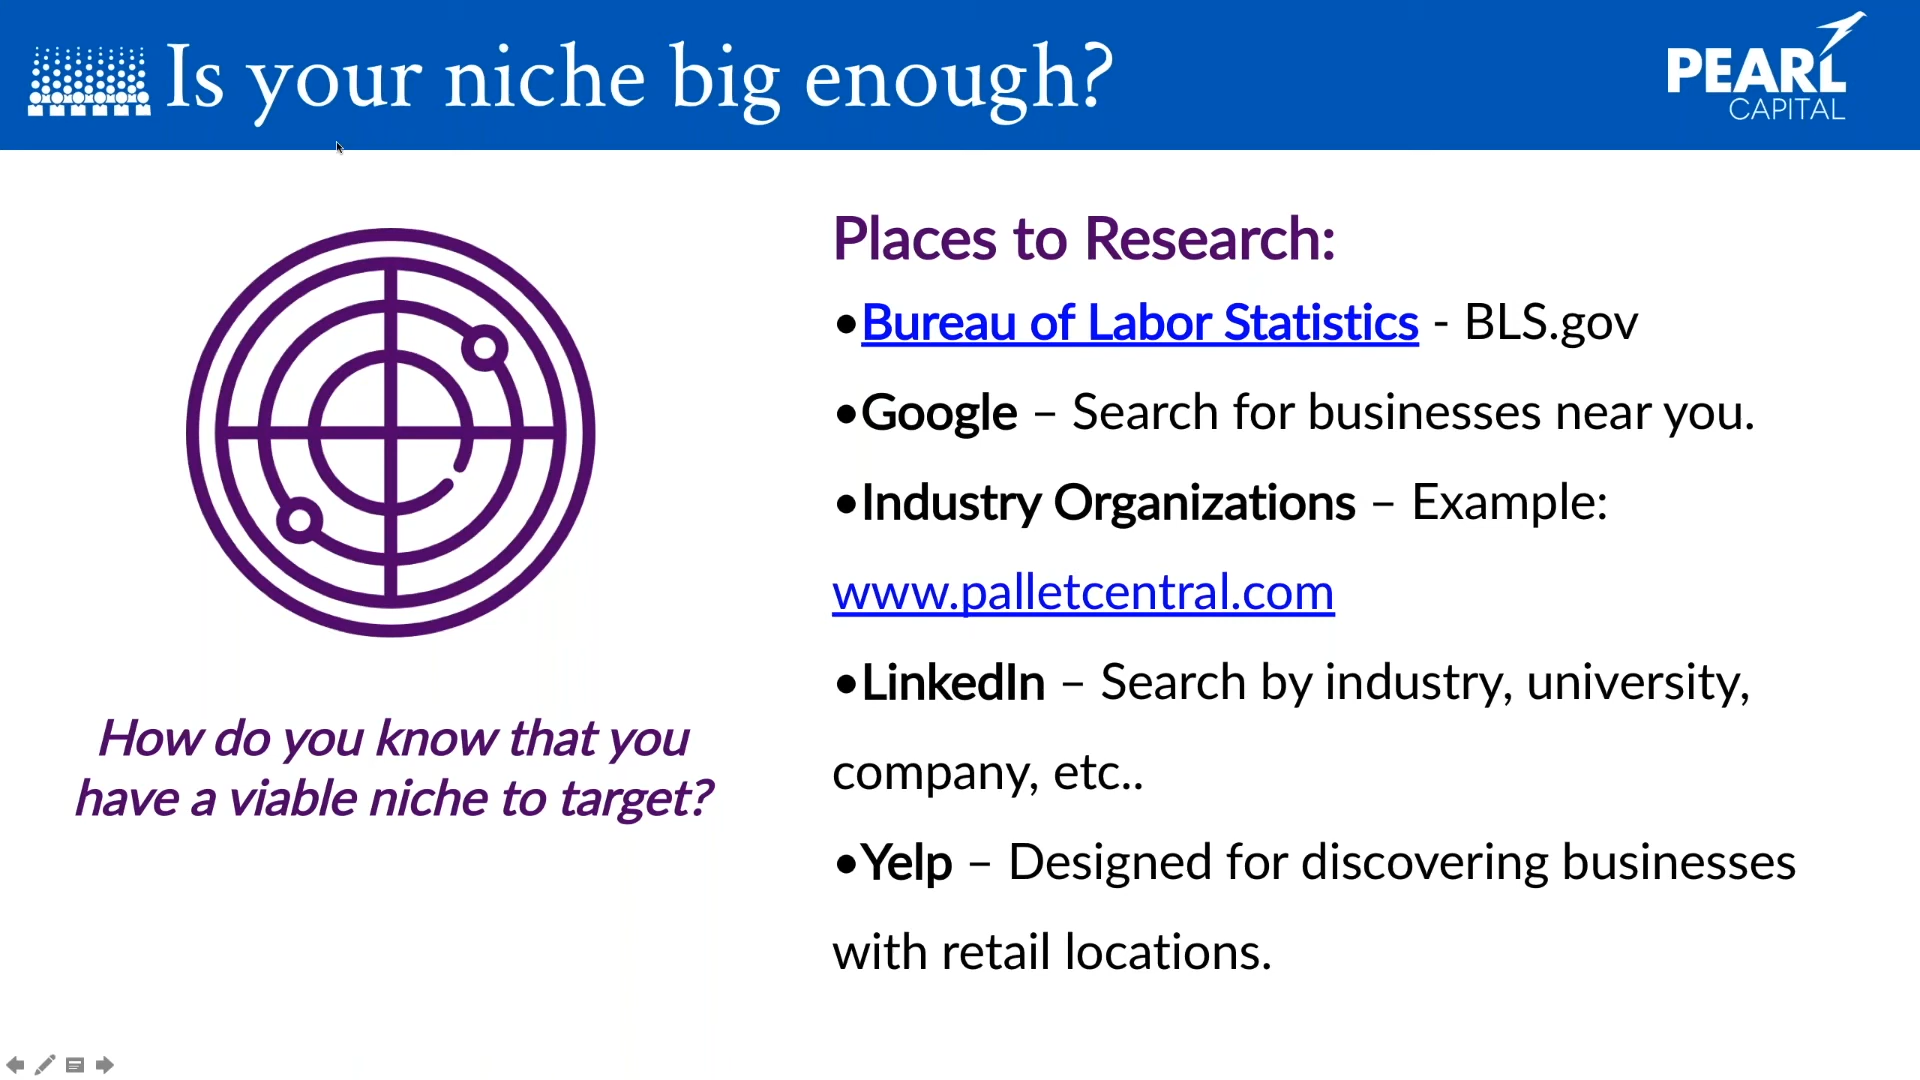 Is your niche big enough?
PEARL
CAPITAL
Places to Research:
•Bureau of Labor Statistics - BLS.gov
•Google – Search for businesses near you.
•Industry Organizations – Example:
www.palletcentral.com
•LinkedIn – Search by industry, university,
company, etc..
•Yelp – Designed for discovering businesses
with retail locations.
How do you know that you
have a viable niche to target?